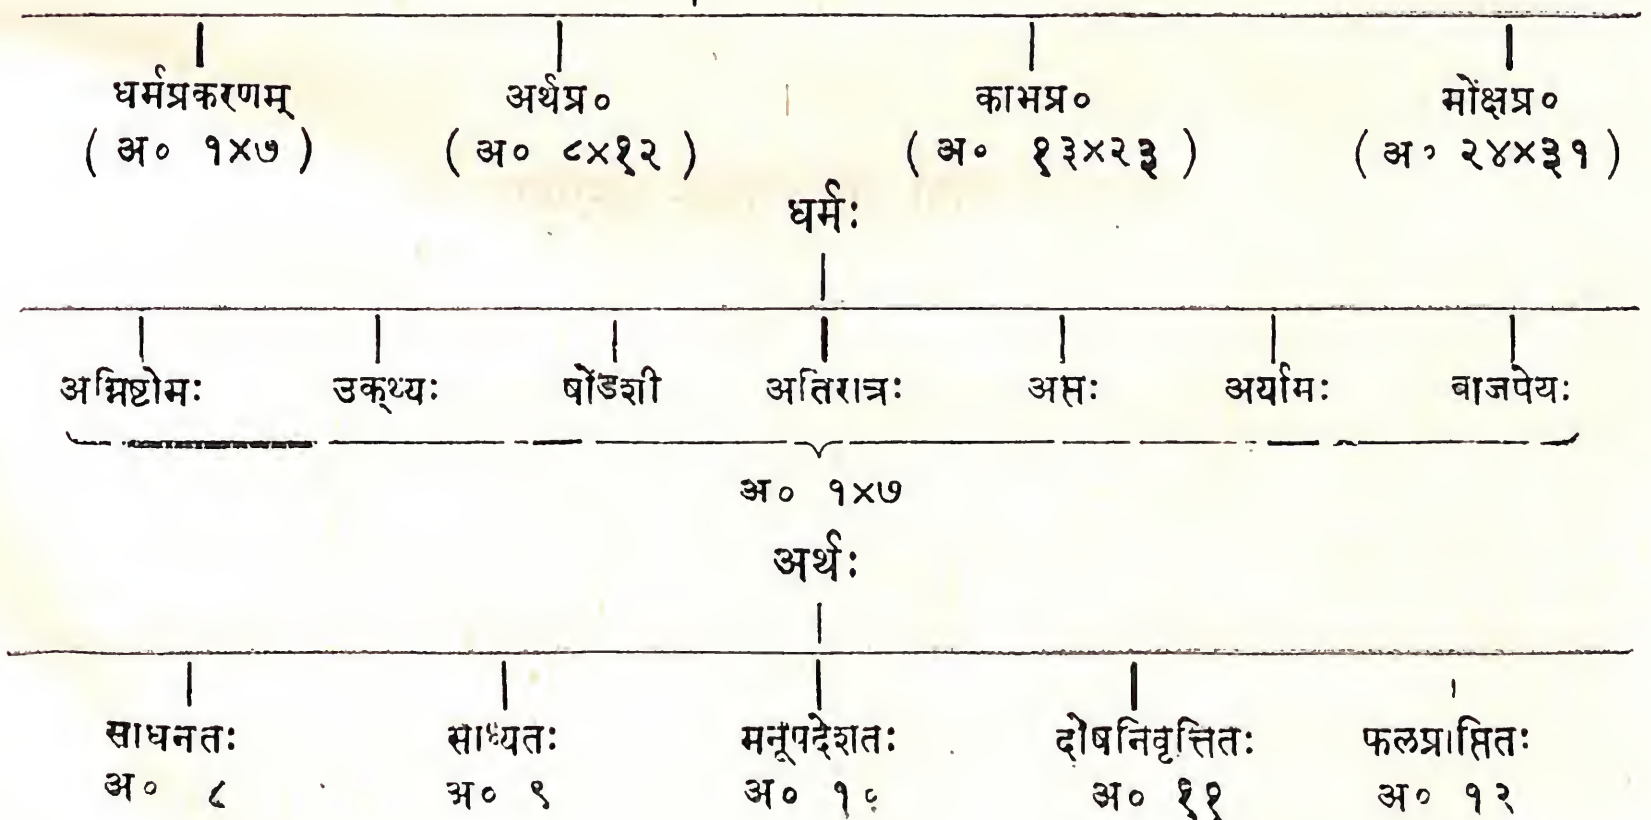 धर्मप्रकरणम् अर्थप्र० काभप्र० मोंक्षप्र०
( अ० १×७ ) ( अ० ८×१२ ) ( अ० १३×२३ ) ( अ० २४×३१ )
धर्मः
अग्निष्टोमः उक्थ्यः षोंडशी अतिरात्रः अप्तः अर्यामः बाजपेयः
अ० १×७
अर्थः
साधनतः साध्यतः मनूपदेशतः दोंषनिवृत्तितः फलप्राप्तितः
अ० ८ अ० ९ अ० १० अ० ११ अ० १२